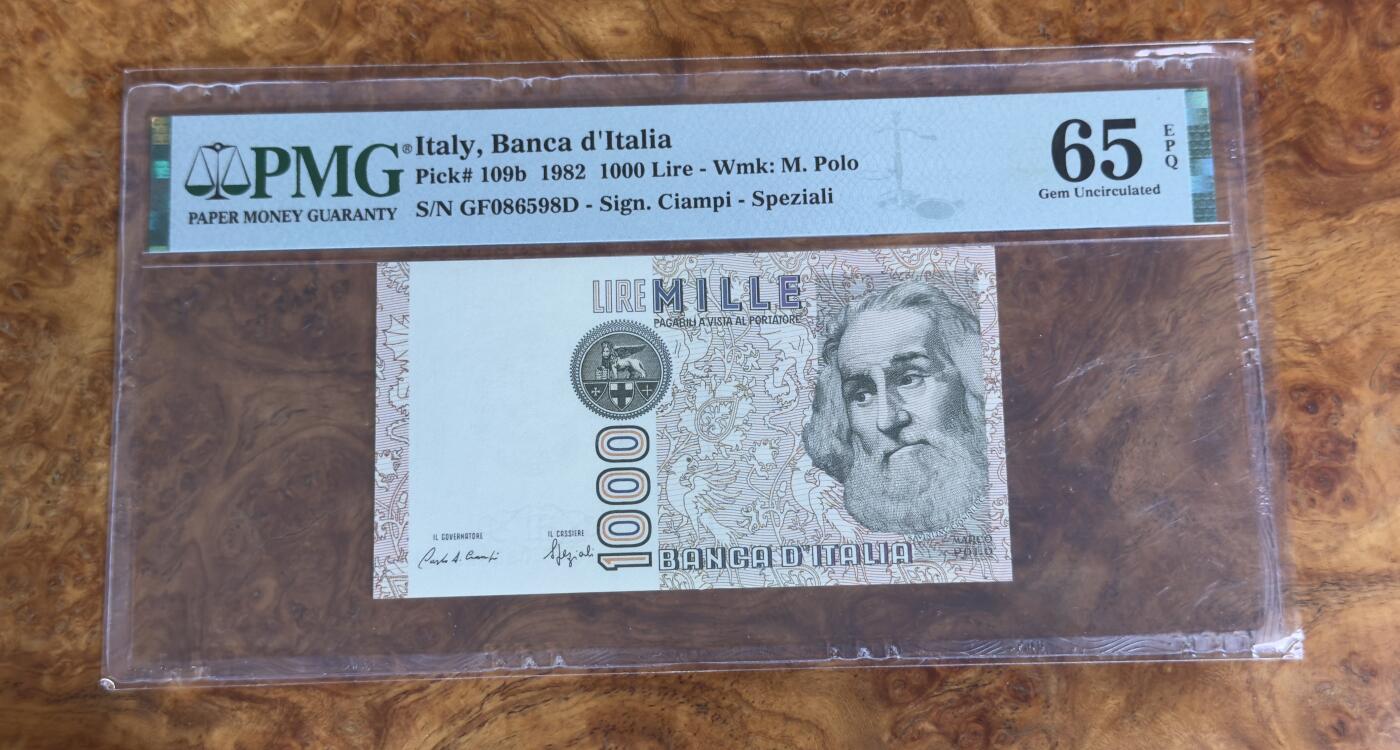 PMG®
PAPER MONEY GUARANTY
Italy, Banca d'Italia
Pick# 109b 1982 1000 Lire - Wmk: M. Polo
S/N GF086598D - Sign. Ciampi - Speziali
65
EPQ
Gem Uncirculated
LIRE MILLE
PAGABILI A VISTA AL PORTATORE
1000
IL GOVERNATORE
IL CASSIERE
Speziali
BANCA D'ITALIA
MARCO
POLO